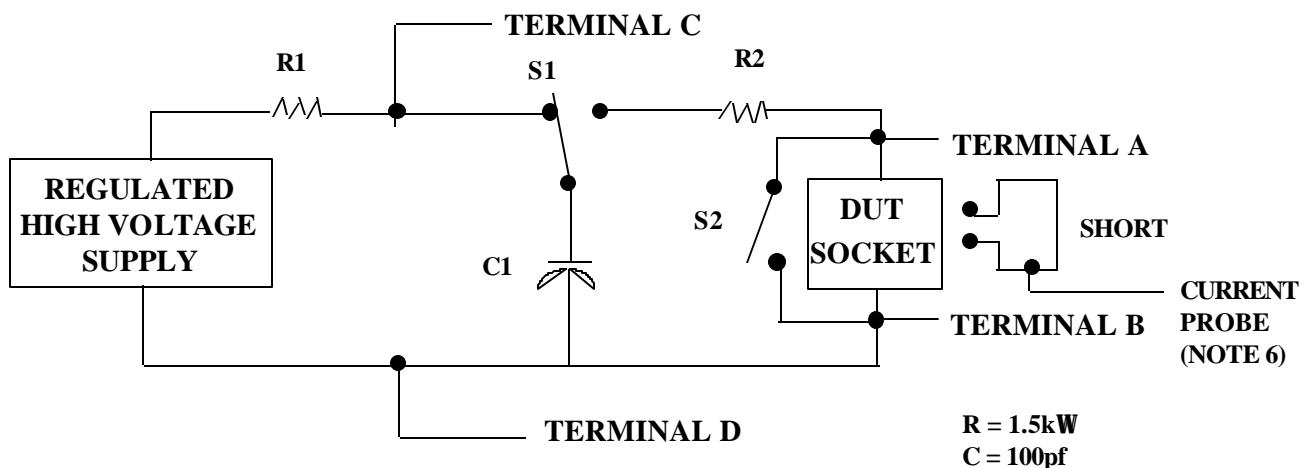 TERMINAL C
R1
S1
R2
TERMINAL A
REGULATED
HIGH VOLTAGE
SUPPLY
S2
DUT
SOCKET
SHORT
C1
CURRENT
PROBE
(NOTE 6)
TERMINAL B
TERMINAL D
R = 1.5kW
C = 100pf